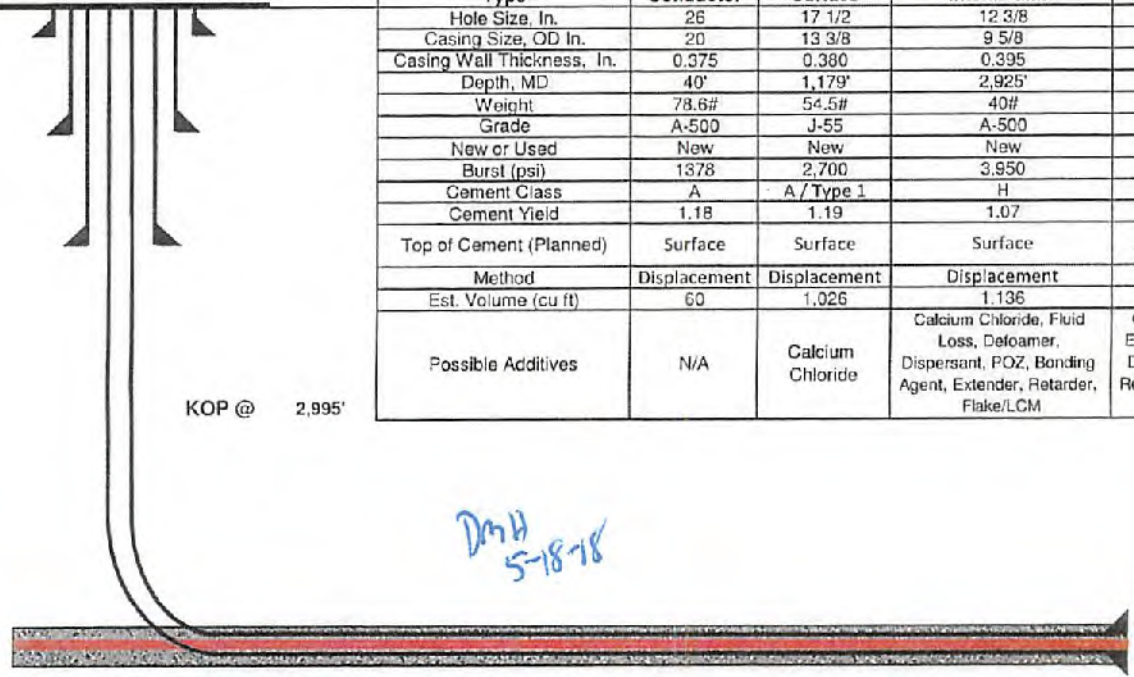 Hole Size, In. 26 17 1/2 12 3/8
Casing Size, OD In. 20 13 3/8 9 5/8
Casing Wall Thickness, In. 0.375 0.380 0.395
Depth, MD 40' 1,179' 2,925'
Weight 78.6# 54.5# 40#
Grade A-500 J-55 A-500
New or Used New New New
Burst (psi) 1378 2,700 3,950
Cement Class A A / Type 1 H
Cement Yield 1.18 1.19 1.07
Top of Cement (Planned) Surface Surface Surface
Method Displacement Displacement Displacement
Est. Volume (cu ft) 60 1,026 1,136
Possible Additives N/A Calcium
Chloride
Calcium Chloride, Fluid
Loss, Defoamer,
Dispersant, POZ, Bonding
Agent, Extender, Retarder,
Flake/LCM
KOP @ 2,995'
DMH
5-18-18